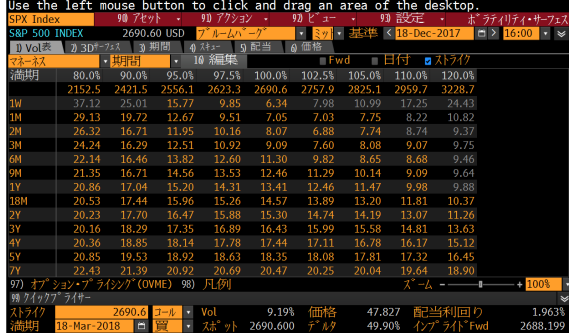 Use the left mouse button to click and drag an area of the desktop.
SPX Index 90) アセット 91) アクション 92) ビュー 93) 設定 ボラティリティ・サーフェス
S&P 500 INDEX 2690.60 USD ブルームバーグ ミッド 基準 18-Dec-2017 16:00
1) Vol表 2) 3Dサーフェス 3) 期間 4) スキュー 5) 配当 6) 価格
マネーネス 期間 10) 編集 Fwd 日付 ストライク
満期 80.0% 90.0% 95.0% 97.5% 100.0% 102.5% 105.0% 110.0% 120.0%
2152.5 2421.5 2556.1 2623.3 2690.6 2757.9 2825.1 2959.7 3228.7
1W 37.12 25.01 15.77 9.85 6.34 7.98 10.99 17.25 24.43
1M 29.13 19.72 12.67 9.51 7.05 7.03 7.75 8.22 10.82
2M 26.32 16.71 11.95 10.16 8.07 6.88 7.74 8.74 9.37
3M 24.24 16.29 12.51 10.92 9.09 7.60 8.08 9.07 9.75
6M 22.14 16.46 13.82 12.60 11.30 9.82 8.65 8.68 9.46
9M 21.35 16.71 14.56 13.53 12.46 11.29 10.14 9.09 9.64
1Y 20.86 17.04 15.20 14.31 13.41 12.46 11.47 9.98 9.88
18M 20.53 17.44 15.96 15.26 14.57 13.89 13.20 11.81 10.37
2Y 20.23 17.70 16.47 15.88 15.30 14.74 14.19 13.07 11.26
3Y 20.16 18.29 17.35 16.89 16.43 15.99 15.58 14.81 13.63
4Y 20.36 18.85 18.14 17.78 17.44 17.11 16.78 16.17 15.12
5Y 20.85 19.53 18.92 18.63 18.35 18.08 17.81 17.32 16.45
7Y 22.43 21.39 20.92 20.69 20.47 20.25 20.04 19.64 18.90
97) オプション・プライシング(OVME) 98) 凡例 ズーム - + 100%
99) クイックプライサー
ストライク 2690.6 コール Vol 9.19% 価格 47.827 配当利回り 1.963%
満期 18-Mar-2018 買 スポット 2690.600 デルタ 49.90% インプライドFwd 2688.199